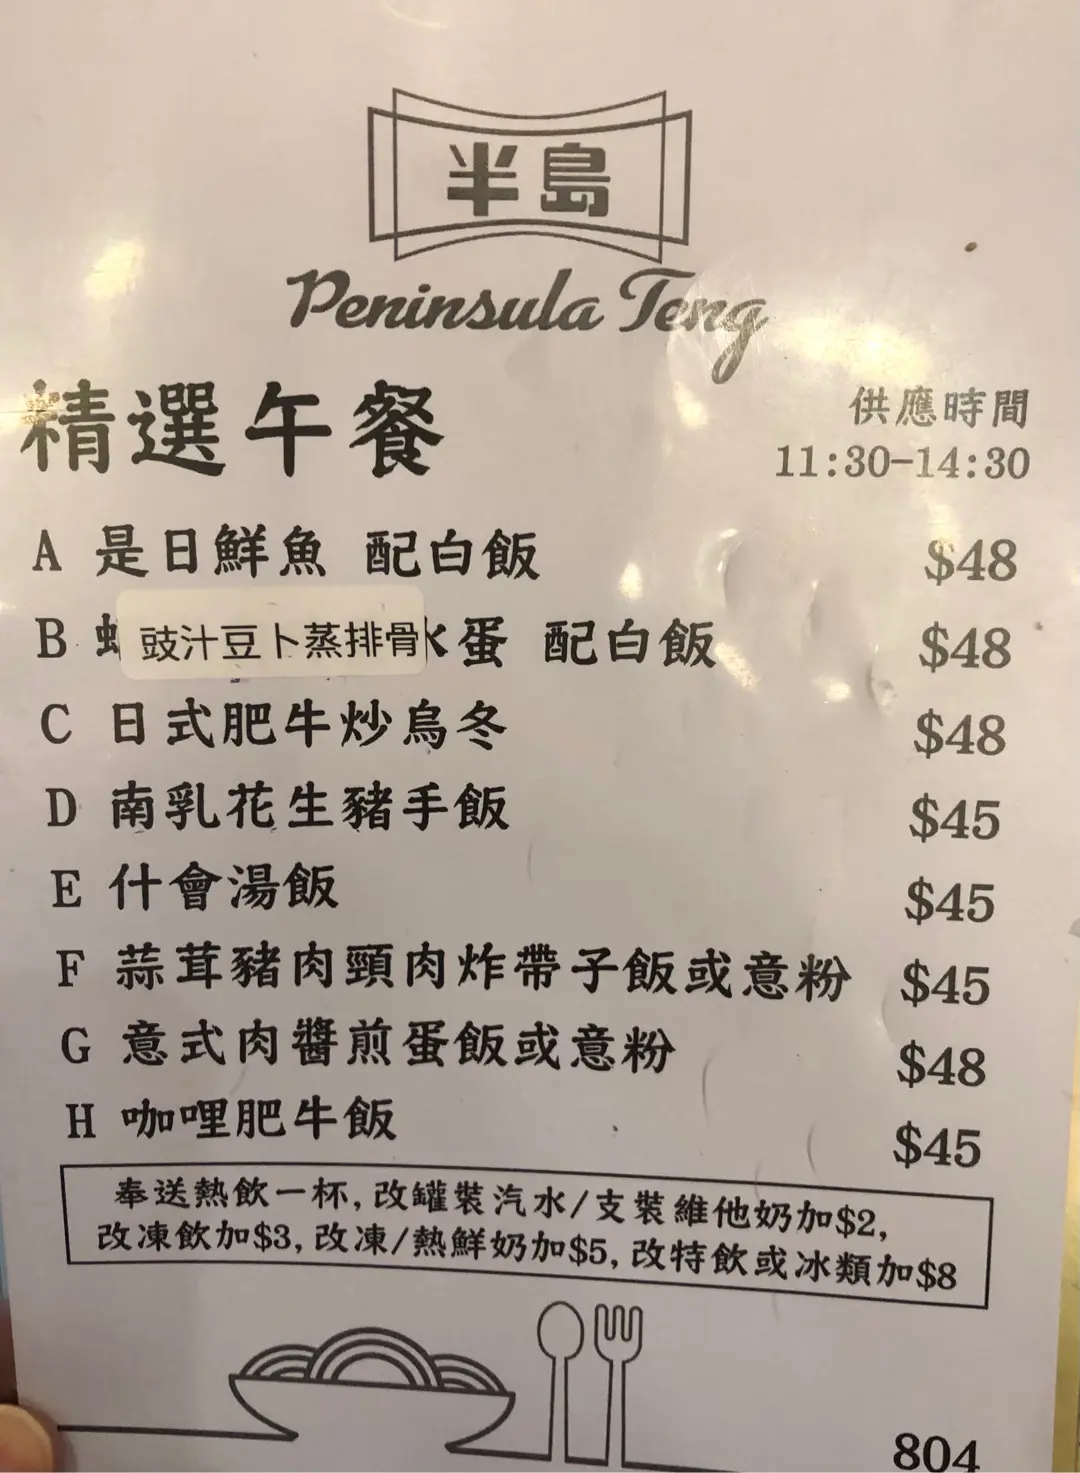 半島
Peninsula Teng
精選午餐
供應時間
11:30-14:30
A 是日鮮魚 配白飯 $48
B 豉汁豆卜蒸排骨 蛋 配白飯 $48
C 日式肥牛炒烏冬 $48
D 南乳花生豬手飯 $45
E 什會湯飯 $45
F 蒜茸豬肉頸肉炸帶子飯或意粉 $45
G 意式肉醬煎蛋飯或意粉 $48
H 咖哩肥牛飯 $45
奉送熱飲一杯, 改罐裝汽水/支裝維他奶加$2,
改凍飲加$3, 改凍/熱鮮奶加$5, 改特飲或冰類加$8
804